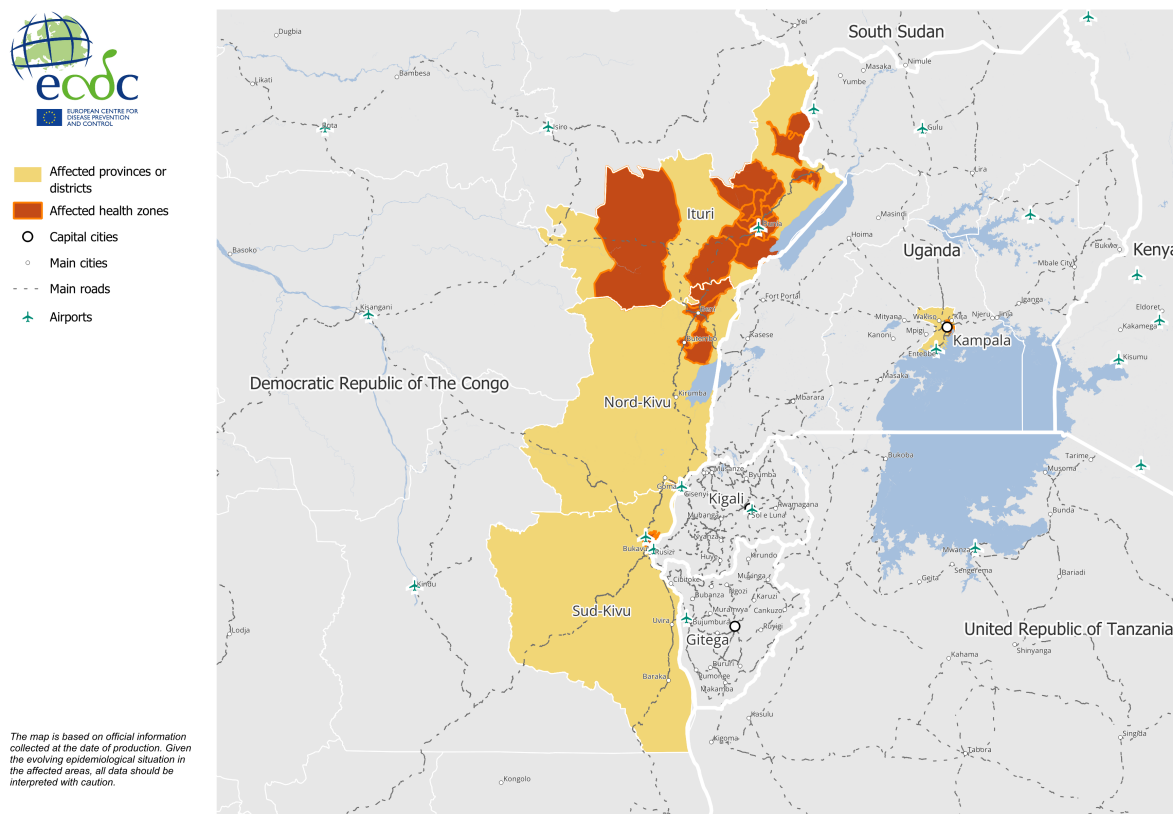 ecdc
EUROPEAN CENTRE FOR
DISEASE PREVENTION
AND CONTROL
Affected provinces or
districts
Affected health zones
Capital cities
Main cities
Main roads
Airports
The map is based on official information
collected at the date of production. Given
the evolving epidemiological situation in
the affected areas, all data should be
interpreted with caution.
South Sudan
Yei
Dugbia
Nimule
Masaka
Bambesa
Yumbe
Likati
Isiro
Gulu
Lira
Ituri
Masindi
Hoima
Basoko
Uganda
Bukwo
Kenya
Mbale City
Fort Portal
Iganga
Eldoret
Kisangani
Mityana
Wakiso
Njeru
Jinja
Mpigi
Kakamega
Kasese
Kanoni
Kampala
Entebbe
Kisumu
Democratic Republic of The Congo
Masaka
Kirumba
Mbarara
Nord-Kivu
Bukoba
Tarime
Musanze
Musoma
Byumba
Goma
Gisenyi
Kigali
Rwamagana
Bunda
Mubanga
Sol e Luna
Nyanza
Bukavu
Rusizi
Huye
Kirundo
Mwanza
Sengerema
Bariadi
Kindu
Cibitoke
Muyinga
Geita
Ngozi
Bubanza
Karuzi
Sud-Kivu
Muramvya
Cankuzo
Uvira
Bujumbura
Ruyigi
Lodja
Gitega
United Republic of Tanzania
Shinyanga
Kahama
Bururi
Baraka
Rumonge
Makamba
Kasulu
Kigoma
Singida
Tabora
Kongolo